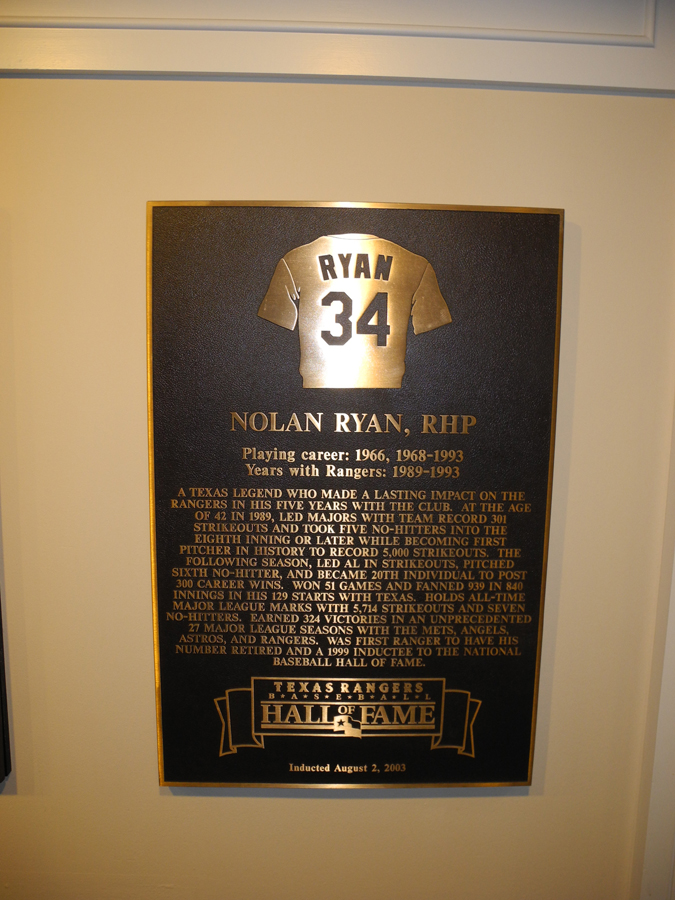 RYAN
34
NOLAN RYAN, RHP
Playing career: 1966, 1968-1993
Years with Rangers: 1989-1993
A TEXAS LEGEND WHO MADE A LASTING IMPACT ON THE
RANGERS IN HIS FIVE YEARS WITH THE CLUB. AT THE AGE
OF 42 IN 1989, LED MAJORS WITH TEAM RECORD 301
STRIKEOUTS AND TOOK FIVE NO-HITTERS INTO THE
EIGHTH INNING OR LATER WHILE BECOMING FIRST
PITCHER IN HISTORY TO RECORD 5,000 STRIKEOUTS. THE
FOLLOWING SEASON, LED AL IN STRIKEOUTS, PITCHED
SIXTH NO-HITTER, AND BECAME 20TH INDIVIDUAL TO POST
300 CAREER WINS. WON 51 GAMES AND FANNED 939 IN 840
INNINGS IN HIS 129 STARTS WITH TEXAS. HOLDS ALL-TIME
MAJOR LEAGUE MARKS WITH 5,714 STRIKEOUTS AND SEVEN
NO-HITTERS. EARNED 324 VICTORIES IN AN UNPRECEDENTED
27 MAJOR LEAGUE SEASONS WITH THE METS, ANGELS,
ASTROS, AND RANGERS. WAS FIRST RANGER TO HAVE HIS
NUMBER RETIRED AND A 1999 INDUCTEE TO THE NATIONAL
BASEBALL HALL OF FAME.
TEXAS RANGERS
B★A★S★E★B★A★L★L
HALL OF FAME
Inducted August 2, 2003